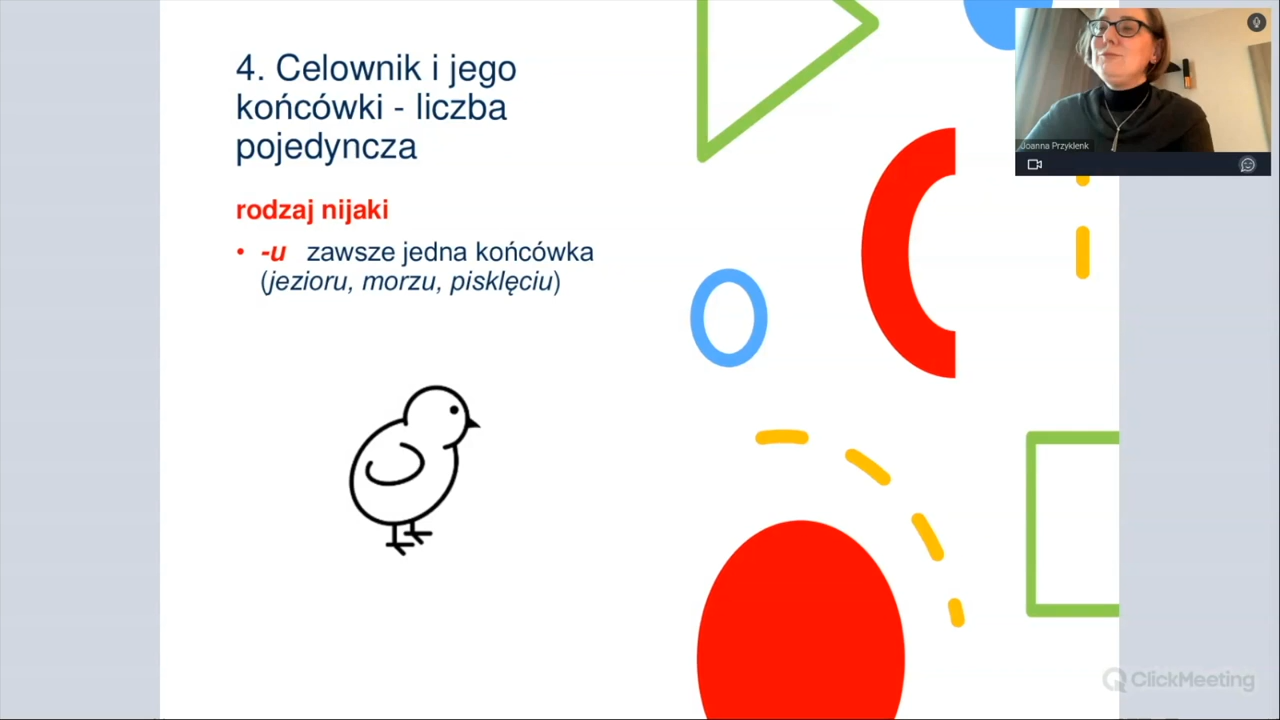 4. Celownik i jego
końcówki - liczba
pojedyncza
rodzaj nijaki
• -u zawsze jedna końcówka
(jezioru, morzu, pisklęciu)
Joanna Przyklenk
ClickMeeting